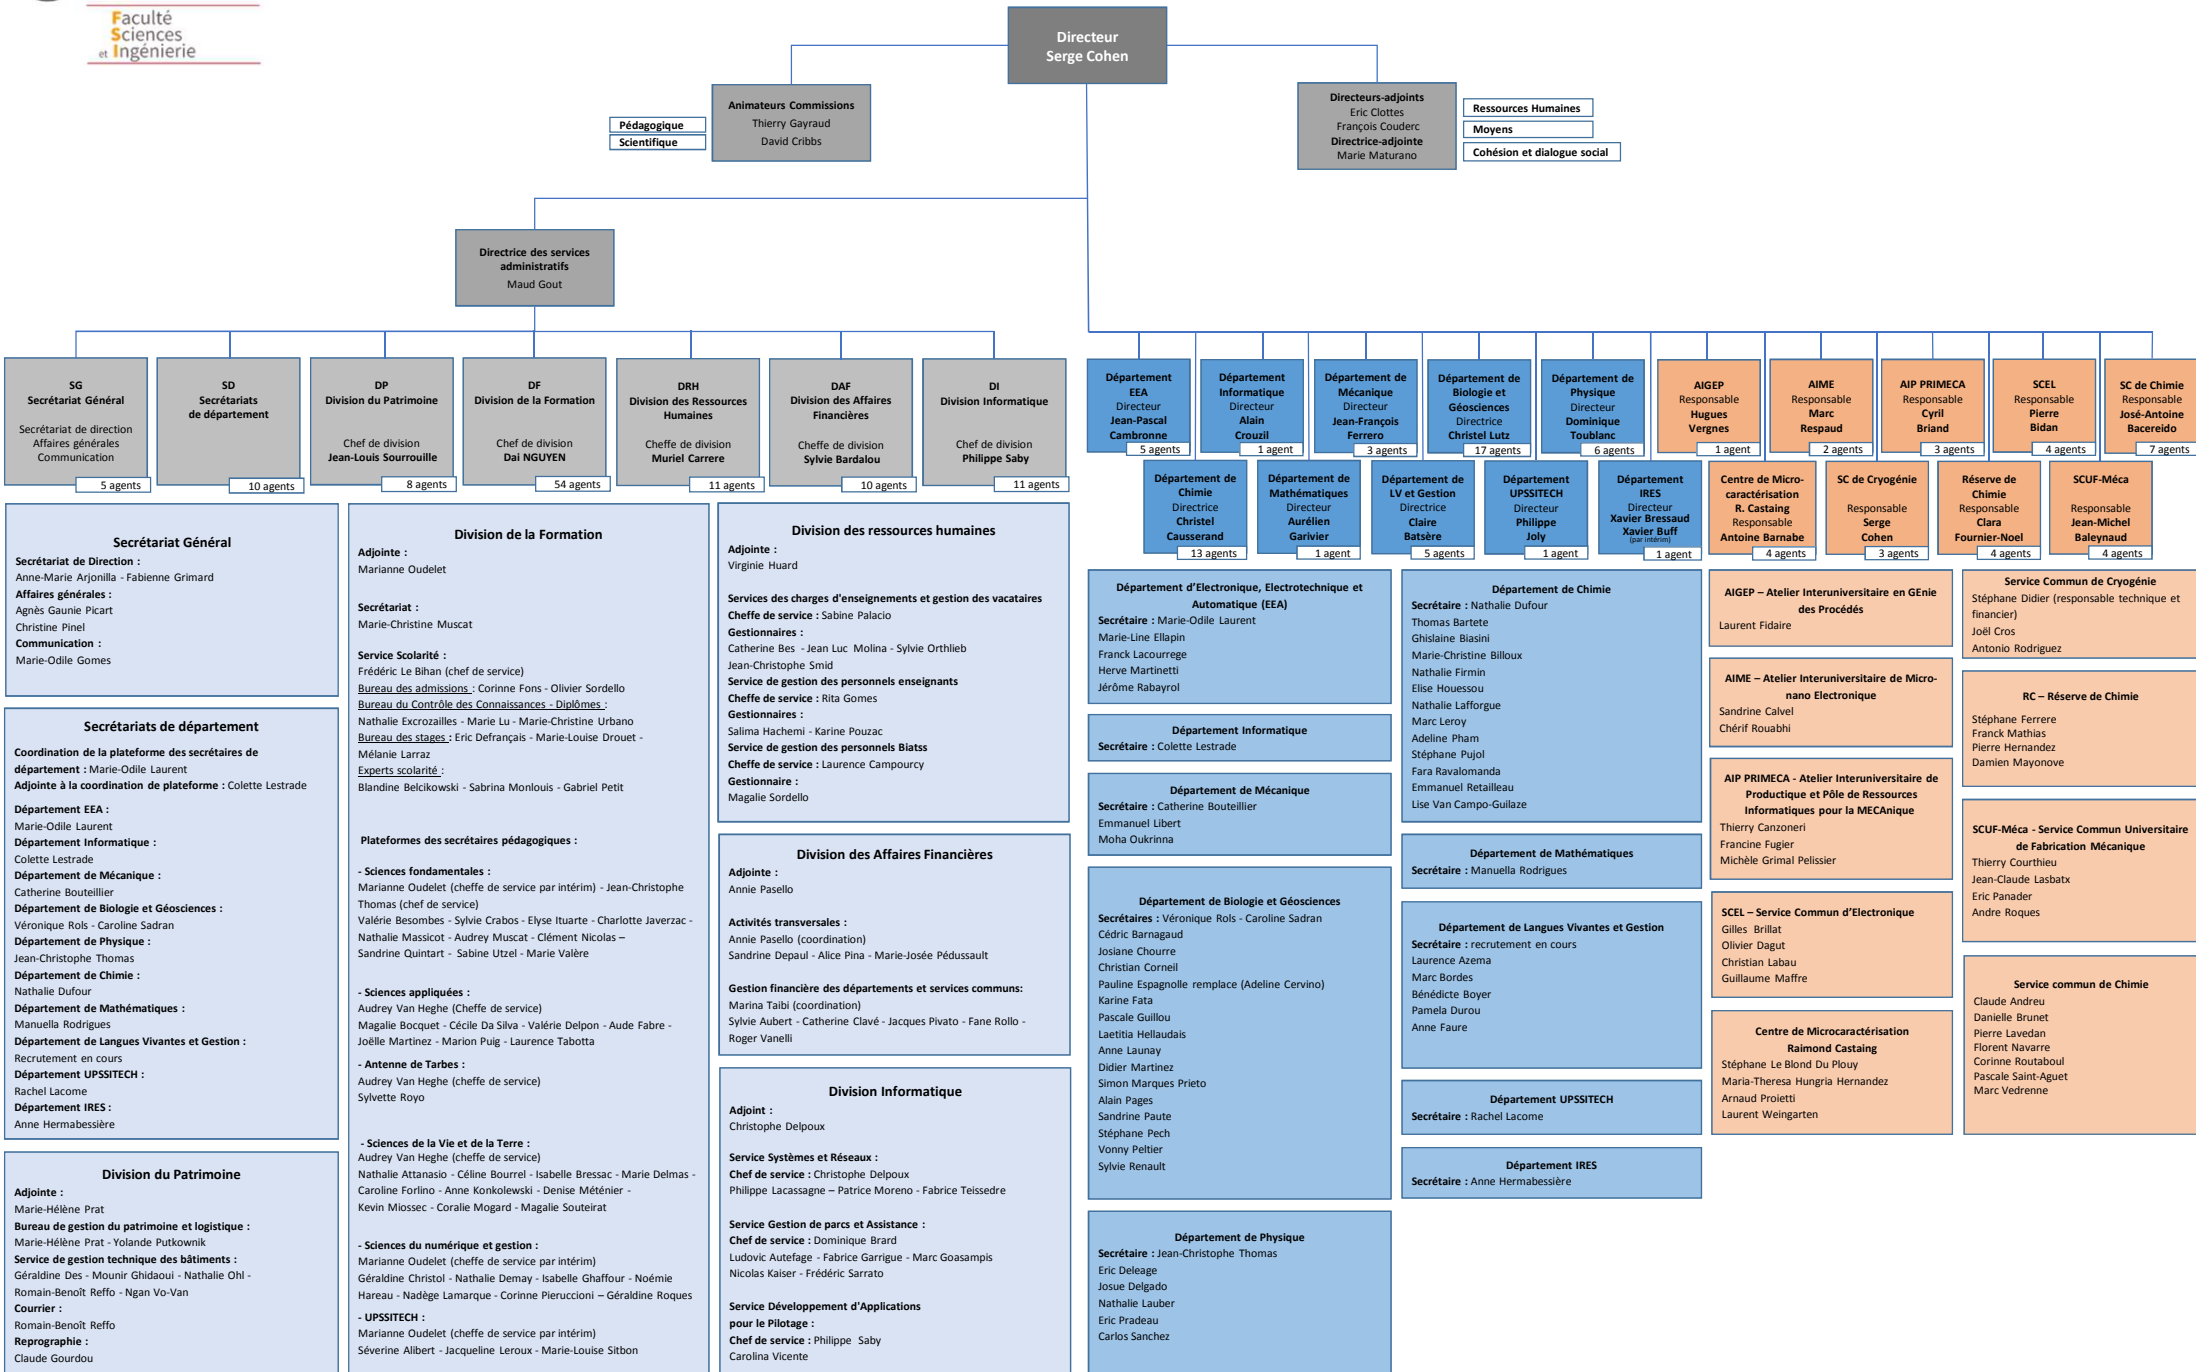 Faculté
Sciences
et Ingénierie
Directeur
Serge Cohen
Animateurs Commissions
Thierry Gayraud
David Cribbs
Pédagogique
Scientifique
Directeurs-adjoints
Eric Clottes
François Couderc
Directrice-adjointe
Marie Maturano
Ressources Humaines
Moyens
Cohésion et dialogue social
Directrice des services
administratifs
Maud Gout
SG
Secrétariat Général
Secrétariat de direction
Affaires générales
Communication
5 agents
SD
Secrétariats
de département
10 agents
DP
Division du Patrimoine
Chef de division
Jean-Louis Sourrouille
8 agents
DF
Division de la Formation
Chef de division
Dai NGUYEN
54 agents
DRH
Division des Ressources
Humaines
Cheffe de division
Muriel Carrere
11 agents
DAF
Division des Affaires
Financières
Cheffe de division
Sylvie Bardalou
10 agents
DI
Division Informatique
Chef de division
Philippe Saby
11 agents
Département
EEA
Directeur
Jean-Pascal
Cambronne
5 agents
Département
Informatique
Directeur
Alain
Crouzil
1 agent
Département de
Mécanique
Directeur
Jean-François
Ferrero
3 agents
Département de
Biologie et
Géosciences
Directrice
Christel Lutz
17 agents
Département de
Physique
Directeur
Dominique
Toublanc
6 agents
AIGEP
Responsable
Hugues
Vergnes
1 agent
AIME
Responsable
Marc
Respaud
2 agents
AIP PRIMECA
Responsable
Cyril
Briand
3 agents
SCEL
Responsable
Pierre
Bidan
4 agents
SC de Chimie
Responsable
José-Antoine
Bacereido
7 agents
Département de
Chimie
Directrice
Christel
Causserand
13 agents
Département de
Mathématiques
Directeur
Aurélien
Garivier
1 agent
Département de
LV et Gestion
Directrice
Claire
Batsère
5 agents
Département
UPSSITECH
Directeur
Philippe
Joly
1 agent
Département
IRES
Directeur
Xavier Bressaud
Xavier Buff
(par intérim)
1 agent
Centre de Micro-
caractérisation
R. Castaing
Responsable
Antoine Barnabe
4 agents
SC de Cryogénie
Responsable
Serge
Cohen
3 agents
Réserve de
Chimie
Responsable
Clara
Fournier-Noel
4 agents
SCUF-Méca
Responsable
Jean-Michel
Baleynaud
4 agents
Secrétariat Général
Secrétariat de Direction :
Anne-Marie Arjonilla - Fabienne Grimard
Affaires générales :
Agnès Gaunie Picart
Christine Pinel
Communication :
Marie-Odile Gomes
Secrétariats de département
Coordination de la plateforme des secrétaires de
département : Marie-Odile Laurent
Adjointe à la coordination de plateforme : Colette Lestrade
Département EEA :
Marie-Odile Laurent
Département Informatique :
Colette Lestrade
Département de Mécanique :
Catherine Bouteillier
Département de Biologie et Géosciences :
Véronique Rols - Caroline Sadran
Département de Physique :
Jean-Christophe Thomas
Département de Chimie :
Nathalie Dufour
Département de Mathématiques :
Manuella Rodrigues
Département de Langues Vivantes et Gestion :
Recrutement en cours
Département UPSSITECH :
Rachel Lacome
Département IRES :
Anne Hermabessière
Division du Patrimoine
Adjointe :
Marie-Hélène Prat
Bureau de gestion du patrimoine et logistique :
Marie-Hélène Prat - Yolande Putkownik
Service de gestion technique des bâtiments :
Géraldine Des - Mounir Ghidaoui - Nathalie Ohl -
Romain-Benoît Reffo - Ngan Vo-Van
Courrier :
Romain-Benoît Reffo
Reprographie :
Claude Gourdou
Division de la Formation
Adjointe :
Marianne Oudelet
Secrétariat :
Marie-Christine Muscat
Service Scolarité :
Frédéric Le Bihan (chef de service)
Bureau des admissions : Corinne Fons - Olivier Sordello
Bureau du Contrôle des Connaissances - Diplômes :
Nathalie Excrozailles - Marie Lu - Marie-Christine Urbano
Bureau des stages : Eric Defrançais - Marie-Louise Drouet -
Mélanie Larraz
Experts scolarité :
Blandine Belcikowski - Sabrina Monlouis - Gabriel Petit
Plateformes des secrétaires pédagogiques :
- Sciences fondamentales :
Marianne Oudelet (cheffe de service par intérim) - Jean-Christophe
Thomas (chef de service)
Valérie Besombes - Sylvie Crabos - Elyse Ituarte - Charlotte Javerzac -
Nathalie Massicot - Audrey Muscat - Clément Nicolas –
Sandrine Quintart - Sabine Utzel - Marie Valère
- Sciences appliquées :
Audrey Van Heghe (Cheffe de service)
Magalie Bocquet - Cécile Da Silva - Valérie Delpon - Aude Fabre -
Joëlle Martinez - Marion Puig - Laurence Tabotta
- Antenne de Tarbes :
Audrey Van Heghe (cheffe de service)
Sylvette Royo
- Sciences de la Vie et de la Terre :
Audrey Van Heghe (cheffe de service)
Nathalie Attanasio - Céline Bourrel - Isabelle Bressac - Marie Delmas -
Caroline Forlino - Anne Konkolewski - Denise Méténier -
Kevin Miossec - Coralie Mogard - Magalie Souteirat
- Sciences du numérique et gestion :
Marianne Oudelet (cheffe de service par intérim)
Géraldine Christol - Nathalie Demay - Isabelle Ghaffour - Noémie
Hareau - Nadège Lamarque - Corinne Pieruccioni – Géraldine Roques
- UPSSITECH :
Marianne Oudelet (cheffe de service par intérim)
Séverine Alibert - Jacqueline Leroux - Marie-Louise Sitbon
Division des ressources humaines
Adjointe :
Virginie Huard
Services des charges d'enseignements et gestion des vacataires
Cheffe de service : Sabine Palacio
Gestionnaires :
Catherine Bes - Jean Luc Molina - Sylvie Orthlieb
Jean-Christophe Smid
Service de gestion des personnels enseignants
Cheffe de service : Rita Gomes
Gestionnaires :
Salima Hachemi - Karine Pouzac
Service de gestion des personnels Biatss
Cheffe de service : Laurence Campourcy
Gestionnaire :
Magalie Sordello
Division des Affaires Financières
Adjointe :
Annie Pasello
Activités transversales :
Annie Pasello (coordination)
Sandrine Depaul - Alice Pina - Marie-Josée Pédussault
Gestion financière des départements et services communs:
Marina Taibi (coordination)
Sylvie Aubert - Catherine Clavé - Jacques Pivato - Fane Rollo -
Roger Vanelli
Division Informatique
Adjoint :
Christophe Delpoux
Service Systèmes et Réseaux :
Chef de service : Christophe Delpoux
Philippe Lacassagne – Patrice Moreno - Fabrice Teissedre
Service Gestion de parcs et Assistance :
Chef de service : Dominique Brard
Ludovic Autefage - Fabrice Garrigue - Marc Goasampis
Nicolas Kaiser - Frédéric Sarrato
Service Développement d'Applications
pour le Pilotage :
Chef de service : Philippe Saby
Carolina Vicente
Département d'Electronique, Electrotechnique et
Automatique (EEA)
Secrétaire : Marie-Odile Laurent
Marie-Line Ellapin
Franck Lacourrege
Herve Martinetti
Jérôme Rabayrol
Département Informatique
Secrétaire : Colette Lestrade
Département de Mécanique
Secrétaire : Catherine Bouteillier
Emmanuel Libert
Moha Oukrinna
Département de Biologie et Géosciences
Secrétaires : Véronique Rols - Caroline Sadran
Cédric Barnagaud
Josiane Chourre
Christian Corneil
Pauline Espagnolle remplace (Adeline Cervino)
Karine Fata
Pascale Guillou
Laetitia Hellaudais
Anne Launay
Didier Martinez
Simon Marques Prieto
Alain Pages
Sandrine Paute
Stéphane Pech
Vonny Peltier
Sylvie Renault
Département de Physique
Secrétaire : Jean-Christophe Thomas
Eric Deleage
Josue Delgado
Nathalie Lauber
Eric Pradeau
Carlos Sanchez
Département de Chimie
Secrétaire : Nathalie Dufour
Thomas Bartete
Ghislaine Biasini
Marie-Christine Billoux
Nathalie Firmin
Elise Houessou
Nathalie Lafforgue
Marc Leroy
Adeline Pham
Stéphane Pujol
Fara Ravalomanda
Emmanuel Retailleau
Lise Van Campo-Guilaze
Département de Mathématiques
Secrétaire : Manuella Rodrigues
Département de Langues Vivantes et Gestion
Secrétaire : recrutement en cours
Laurence Azema
Marc Bordes
Bénédicte Boyer
Pamela Durou
Anne Faure
Département UPSSITECH
Secrétaire : Rachel Lacome
Département IRES
Secrétaire : Anne Hermabessière
AIGEP – Atelier Interuniversitaire en GEnie
des Procédés
Laurent Fidaire
AIME – Atelier Interuniversitaire de Micro-
nano Electronique
Sandrine Calvel
Chérif Rouabhi
AIP PRIMECA - Atelier Interuniversitaire de
Productique et Pôle de Ressources
Informatiques pour la MECAnique
Thierry Canzoneri
Francine Fugier
Michèle Grimal Pelissier
SCEL – Service Commun d'Electronique
Gilles Brillat
Olivier Dagut
Christian Labau
Guillaume Maffre
Centre de Microcaractérisation
Raimond Castaing
Stéphane Le Blond Du Plouy
Maria-Theresa Hungria Hernandez
Arnaud Proietti
Laurent Weingarten
Service Commun de Cryogénie
Stéphane Didier (responsable technique et
financier)
Joël Cros
Antonio Rodriguez
RC – Réserve de Chimie
Stéphane Ferrere
Franck Mathias
Pierre Hernandez
Damien Mayonove
SCUF-Méca - Service Commun Universitaire
de Fabrication Mécanique
Thierry Courthieu
Jean-Claude Lasbatx
Eric Panader
Andre Roques
Service commun de Chimie
Claude Andreu
Danielle Brunet
Pierre Lavedan
Florent Navarre
Corinne Routaboul
Pascale Saint-Aguet
Marc Vedrenne